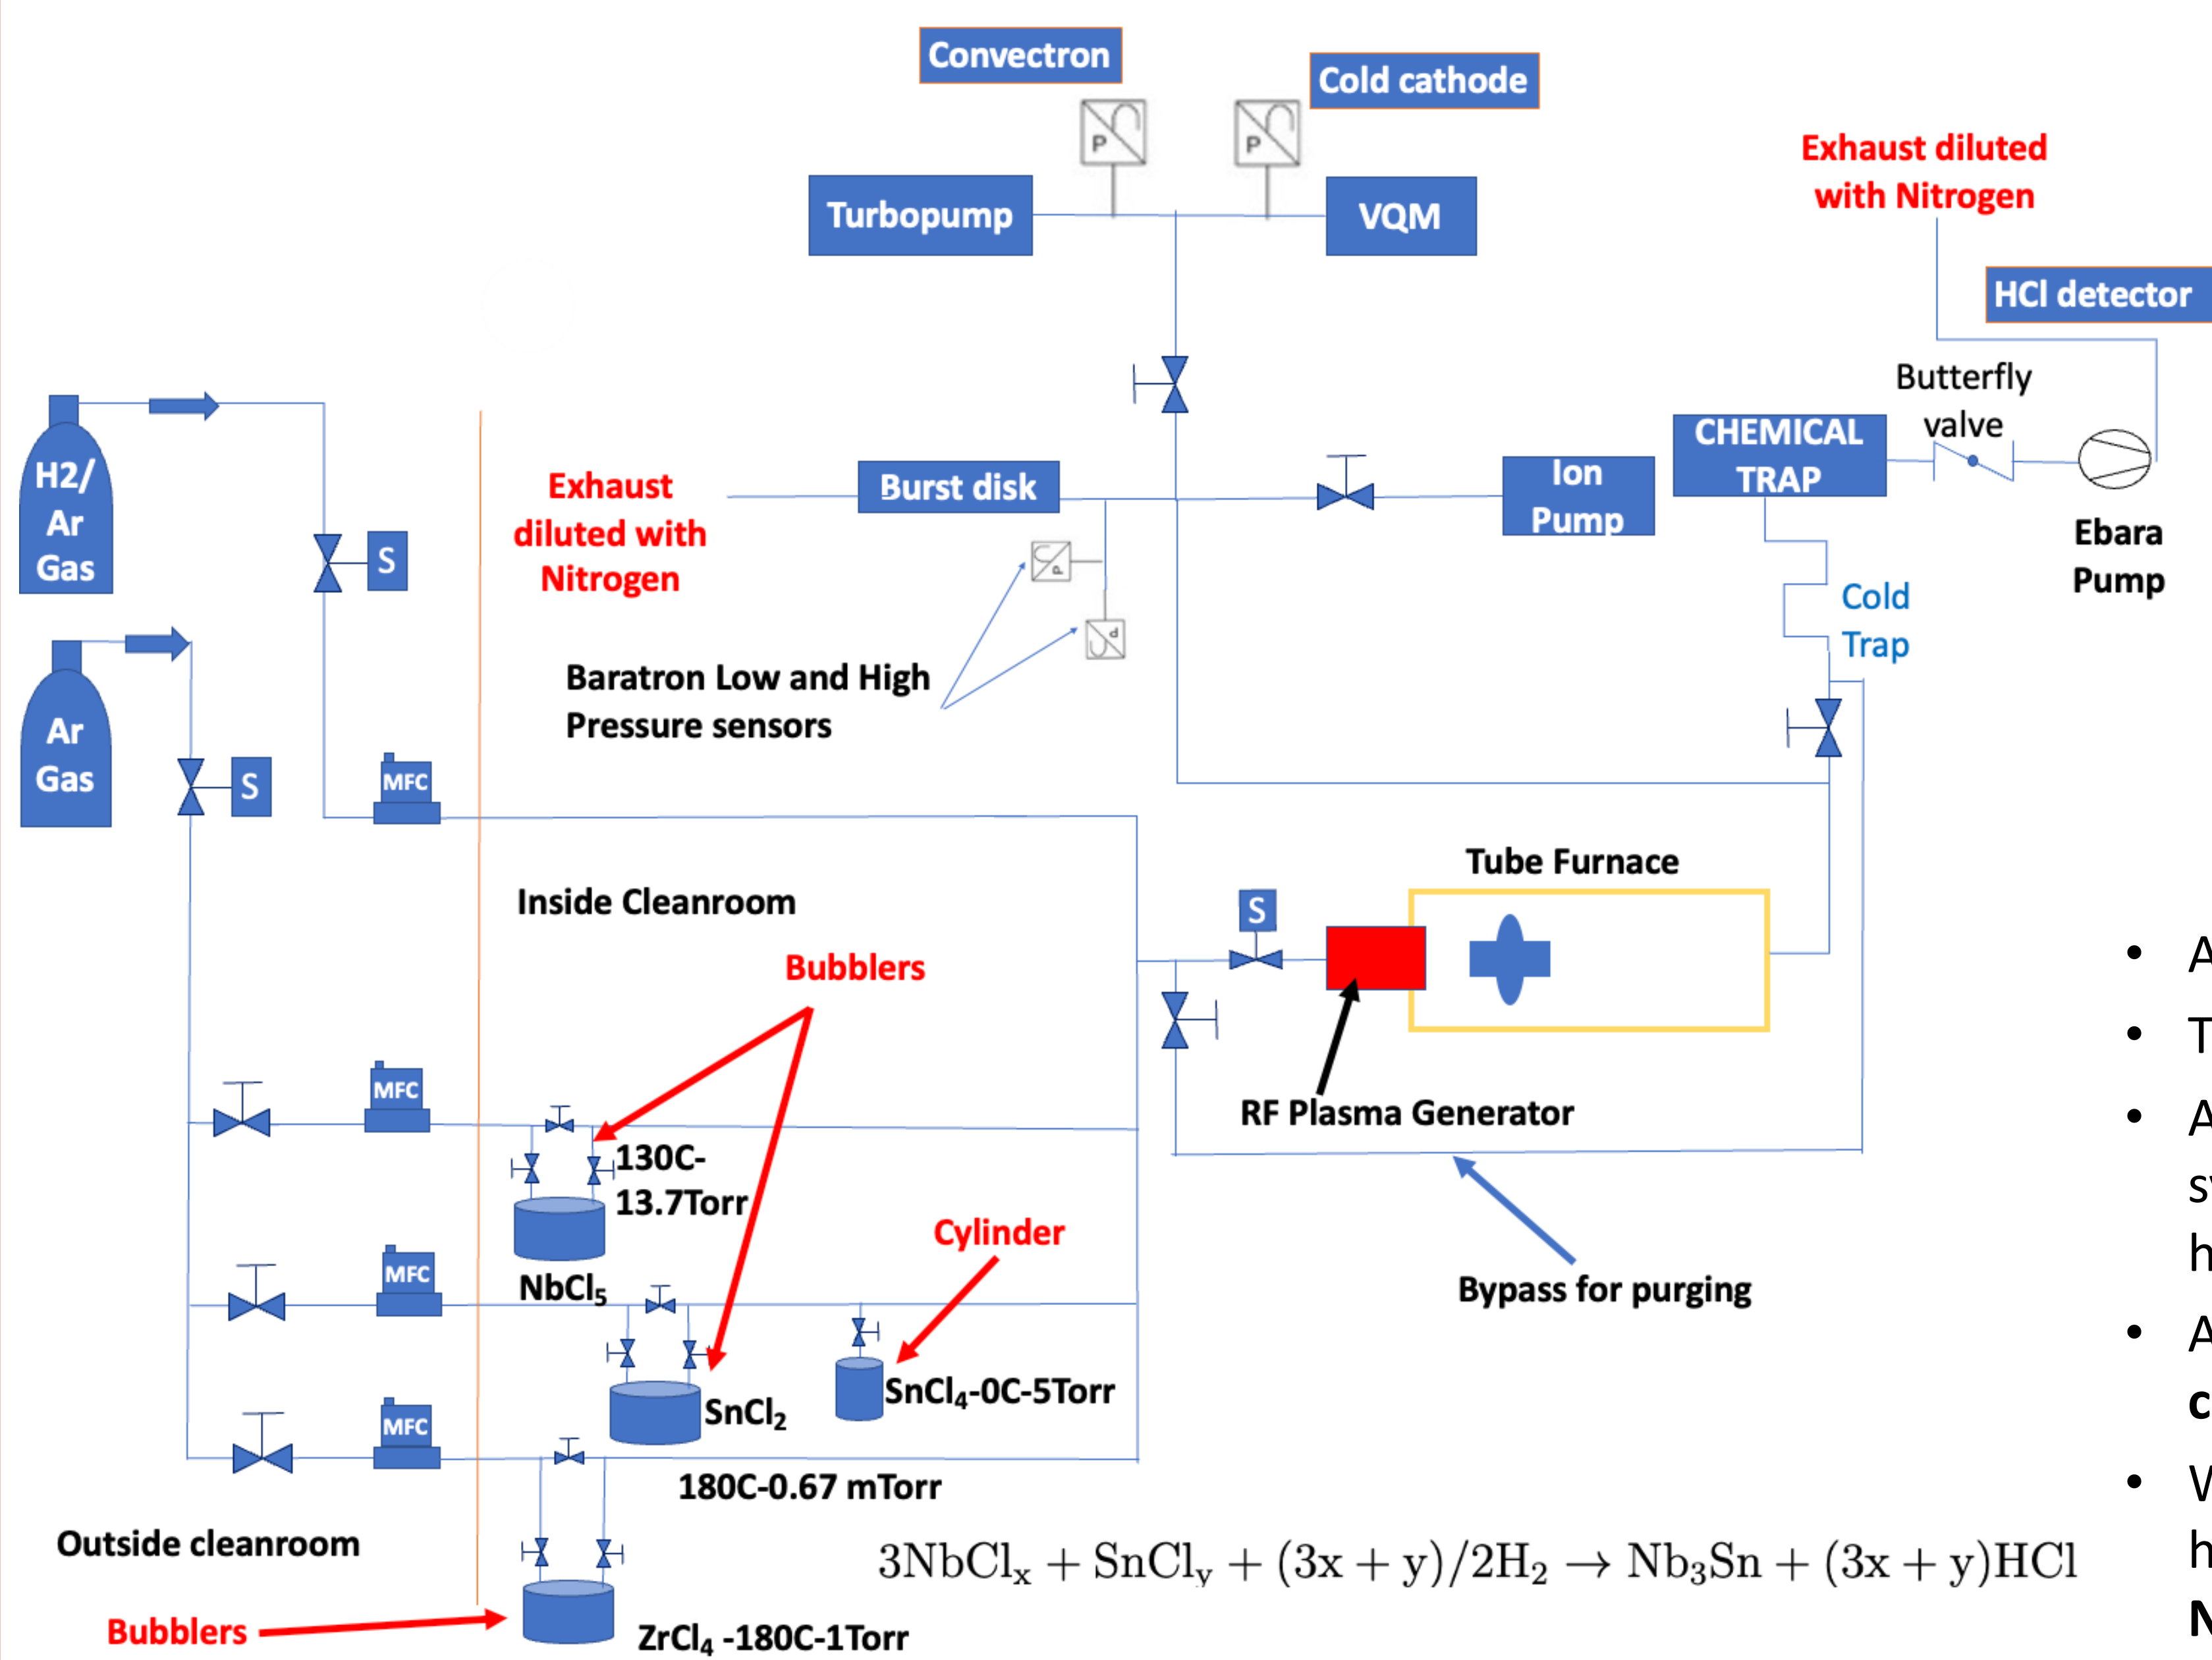 Convectron
Cold cathode
P
P
Turbopump
VQM
Exhaust diluted
with Nitrogen
HCl detector
Butterfly
valve
CHEMICAL
TRAP
Ebara
Pump
Cold
Trap
H2/
Ar
Gas
S
Exhaust
diluted with
Nitrogen
Burst disk
Ion
Pump
P
P
Baratron Low and High
Pressure sensors
Ar
Gas
S
MFC
Tube Furnace
Inside Cleanroom
S
Bubblers
RF Plasma Generator
MFC
130C-
13.7Torr
NbCl₅
Cylinder
Bypass for purging
MFC
SnCl₂
SnCl₄-0C-5Torr
MFC
180C-0.67 mTorr
Outside cleanroom
3NbClₓ + SnCl_y + (3x + y)/2H₂ → Nb₃Sn + (3x + y)HCl
Bubblers
ZrCl₄ -180C-1Torr
• A
• T
• A
h
• A
c
h
N